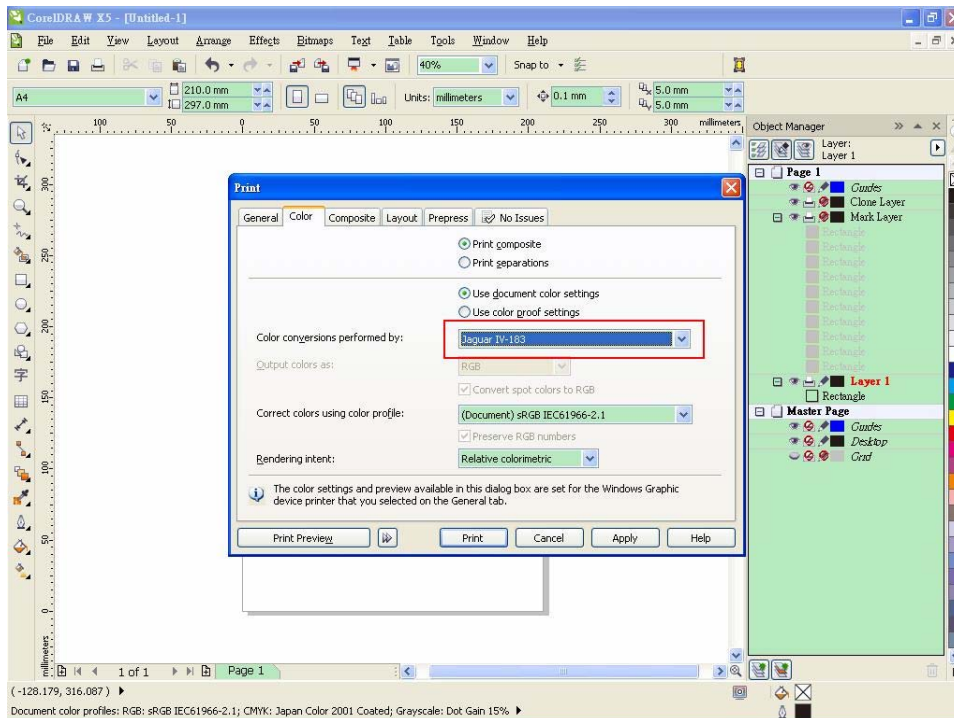 CorelDRAW X5 - [Untitled-1]
File Edit View Layout Arrange Effects Bitmaps Text Table Tools Window Help
40% Snap to
A4 210.0 mm 297.0 mm Units: millimeters 0.1 mm 5.0 mm 5.0 mm
100 50 0 50 100 150 200 250 300 millimeters
Object Manager
Layer:
Layer 1
Page 1
Guides
Clone Layer
Mark Layer
Rectangle
Rectangle
Rectangle
Rectangle
Rectangle
Rectangle
Rectangle
Rectangle
Rectangle
Rectangle
Layer 1
Rectangle
Master Page
Guides
Desktop
Grid
300
250
200
150
100
50
0
millimeters
字
Print
General Color Composite Layout Prepress No Issues
Print composite
Print separations
Use document color settings
Use color proof settings
Color conversions performed by: Jaguar IV-183
Output colors as: RGB
Convert spot colors to RGB
Correct colors using color profile: (Document) sRGB IEC61966-2.1
Preserve RGB numbers
Rendering intent: Relative colorimetric
The color settings and preview available in this dialog box are set for the Windows Graphic
device printer that you selected on the General tab.
Print Preview Print Cancel Apply Help
1 of 1 Page 1
(-128.179, 316.087)
Document color profiles: RGB: sRGB IEC61966-2.1; CMYK: Japan Color 2001 Coated; Grayscale: Dot Gain 15%